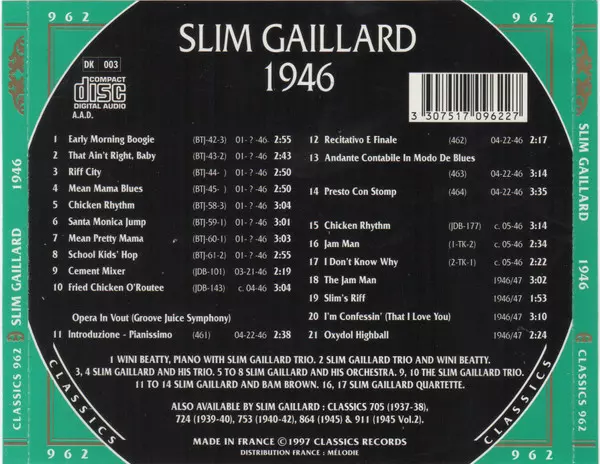 962
962
SLIM GAILLARD
1946
DK 003
COMPACT
disc
DIGITAL AUDIO
A.A.D.
3 307517 096227
1 Early Morning Boogie (BTJ-42-3) 01-?-46 2:55
2 That Ain't Right, Baby (BTJ-43-2) 01-?-46 2:43
3 Riff City (BTJ-44- ) 01-?-46 2:50
4 Mean Mama Blues (BTJ-45- ) 01-?-46 2:50
5 Chicken Rhythm (BTJ-58-3) 01-?-46 3:04
6 Santa Monica Jump (BTJ-59-1) 01-?-46 3:01
7 Mean Pretty Mama (BTJ-60-1) 01-?-46 3:03
8 School Kids' Hop (BTJ-61-2) 01-?-46 2:55
9 Cement Mixer (JDB-101) 03-21-46 2:19
10 Fried Chicken O'Routee (JDB-143) c. 04-46 3:04
Opera In Vout (Groove Juice Symphony)
11 Introduzione - Pianissimo (461) 04-22-46 2:38
12 Recitativo E Finale (462) 04-22-46 2:17
13 Andante Contabile In Modo De Blues
(463) 04-22-46 3:14
14 Presto Con Stomp (464) 04-22-46 3:35
15 Chicken Rhythm (JDB-177) c. 05-46 3:14
16 Jam Man (1-TK-2) c. 05-46 2:34
17 I Don't Know Why (2-TK-1) c. 05-46 2:22
18 The Jam Man 1946/47 3:02
19 Slim's Riff 1946/47 1:53
20 I'm Confessin' (That I Love You) 1946/47 3:10
21 Oxydol Highball 1946/47 2:24
1 WINI BEATTY, PIANO WITH SLIM GAILLARD TRIO. 2 SLIM GAILLARD TRIO AND WINI BEATTY.
3, 4 SLIM GAILLARD AND HIS TRIO. 5 TO 8 SLIM GAILLARD AND HIS ORCHESTRA. 9, 10 THE SLIM GAILLARD TRIO.
11 TO 14 SLIM GAILLARD AND BAM BROWN. 16, 17 SLIM GAILLARD QUARTETTE.
ALSO AVAILABLE BY SLIM GAILLARD : CLASSICS 705 (1937-38),
724 (1939-40), 753 (1940-42), 864 (1945) & 911 (1945 Vol.2).
MADE IN FRANCE ©1997 CLASSICS RECORDS
DISTRIBUTION FRANCE : MÉLODIE
CLASSICS
CLASSICS
962
962
CLASSICS 962 SLIM GAILLARD 1946
SLIM GAILLARD 1946 CLASSICS 962